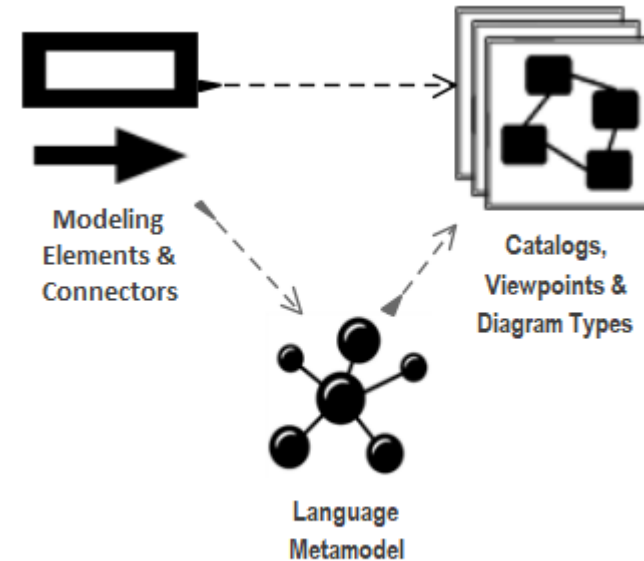 Modeling
Elements &
Connectors
Catalogs,
Viewpoints &
Diagram Types
Language
Metamodel